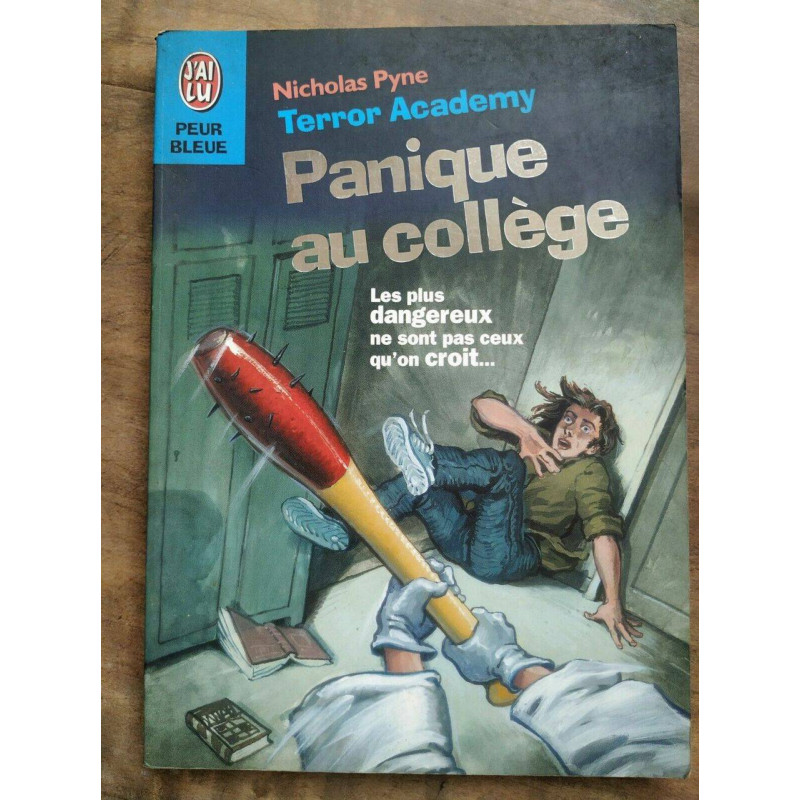 J'AI
LU
PEUR
BLEUE
Nicholas Pyne
Terror Academy
Panique
au collège
Les plus
dangereux
ne sont pas ceux
qu'on croit...